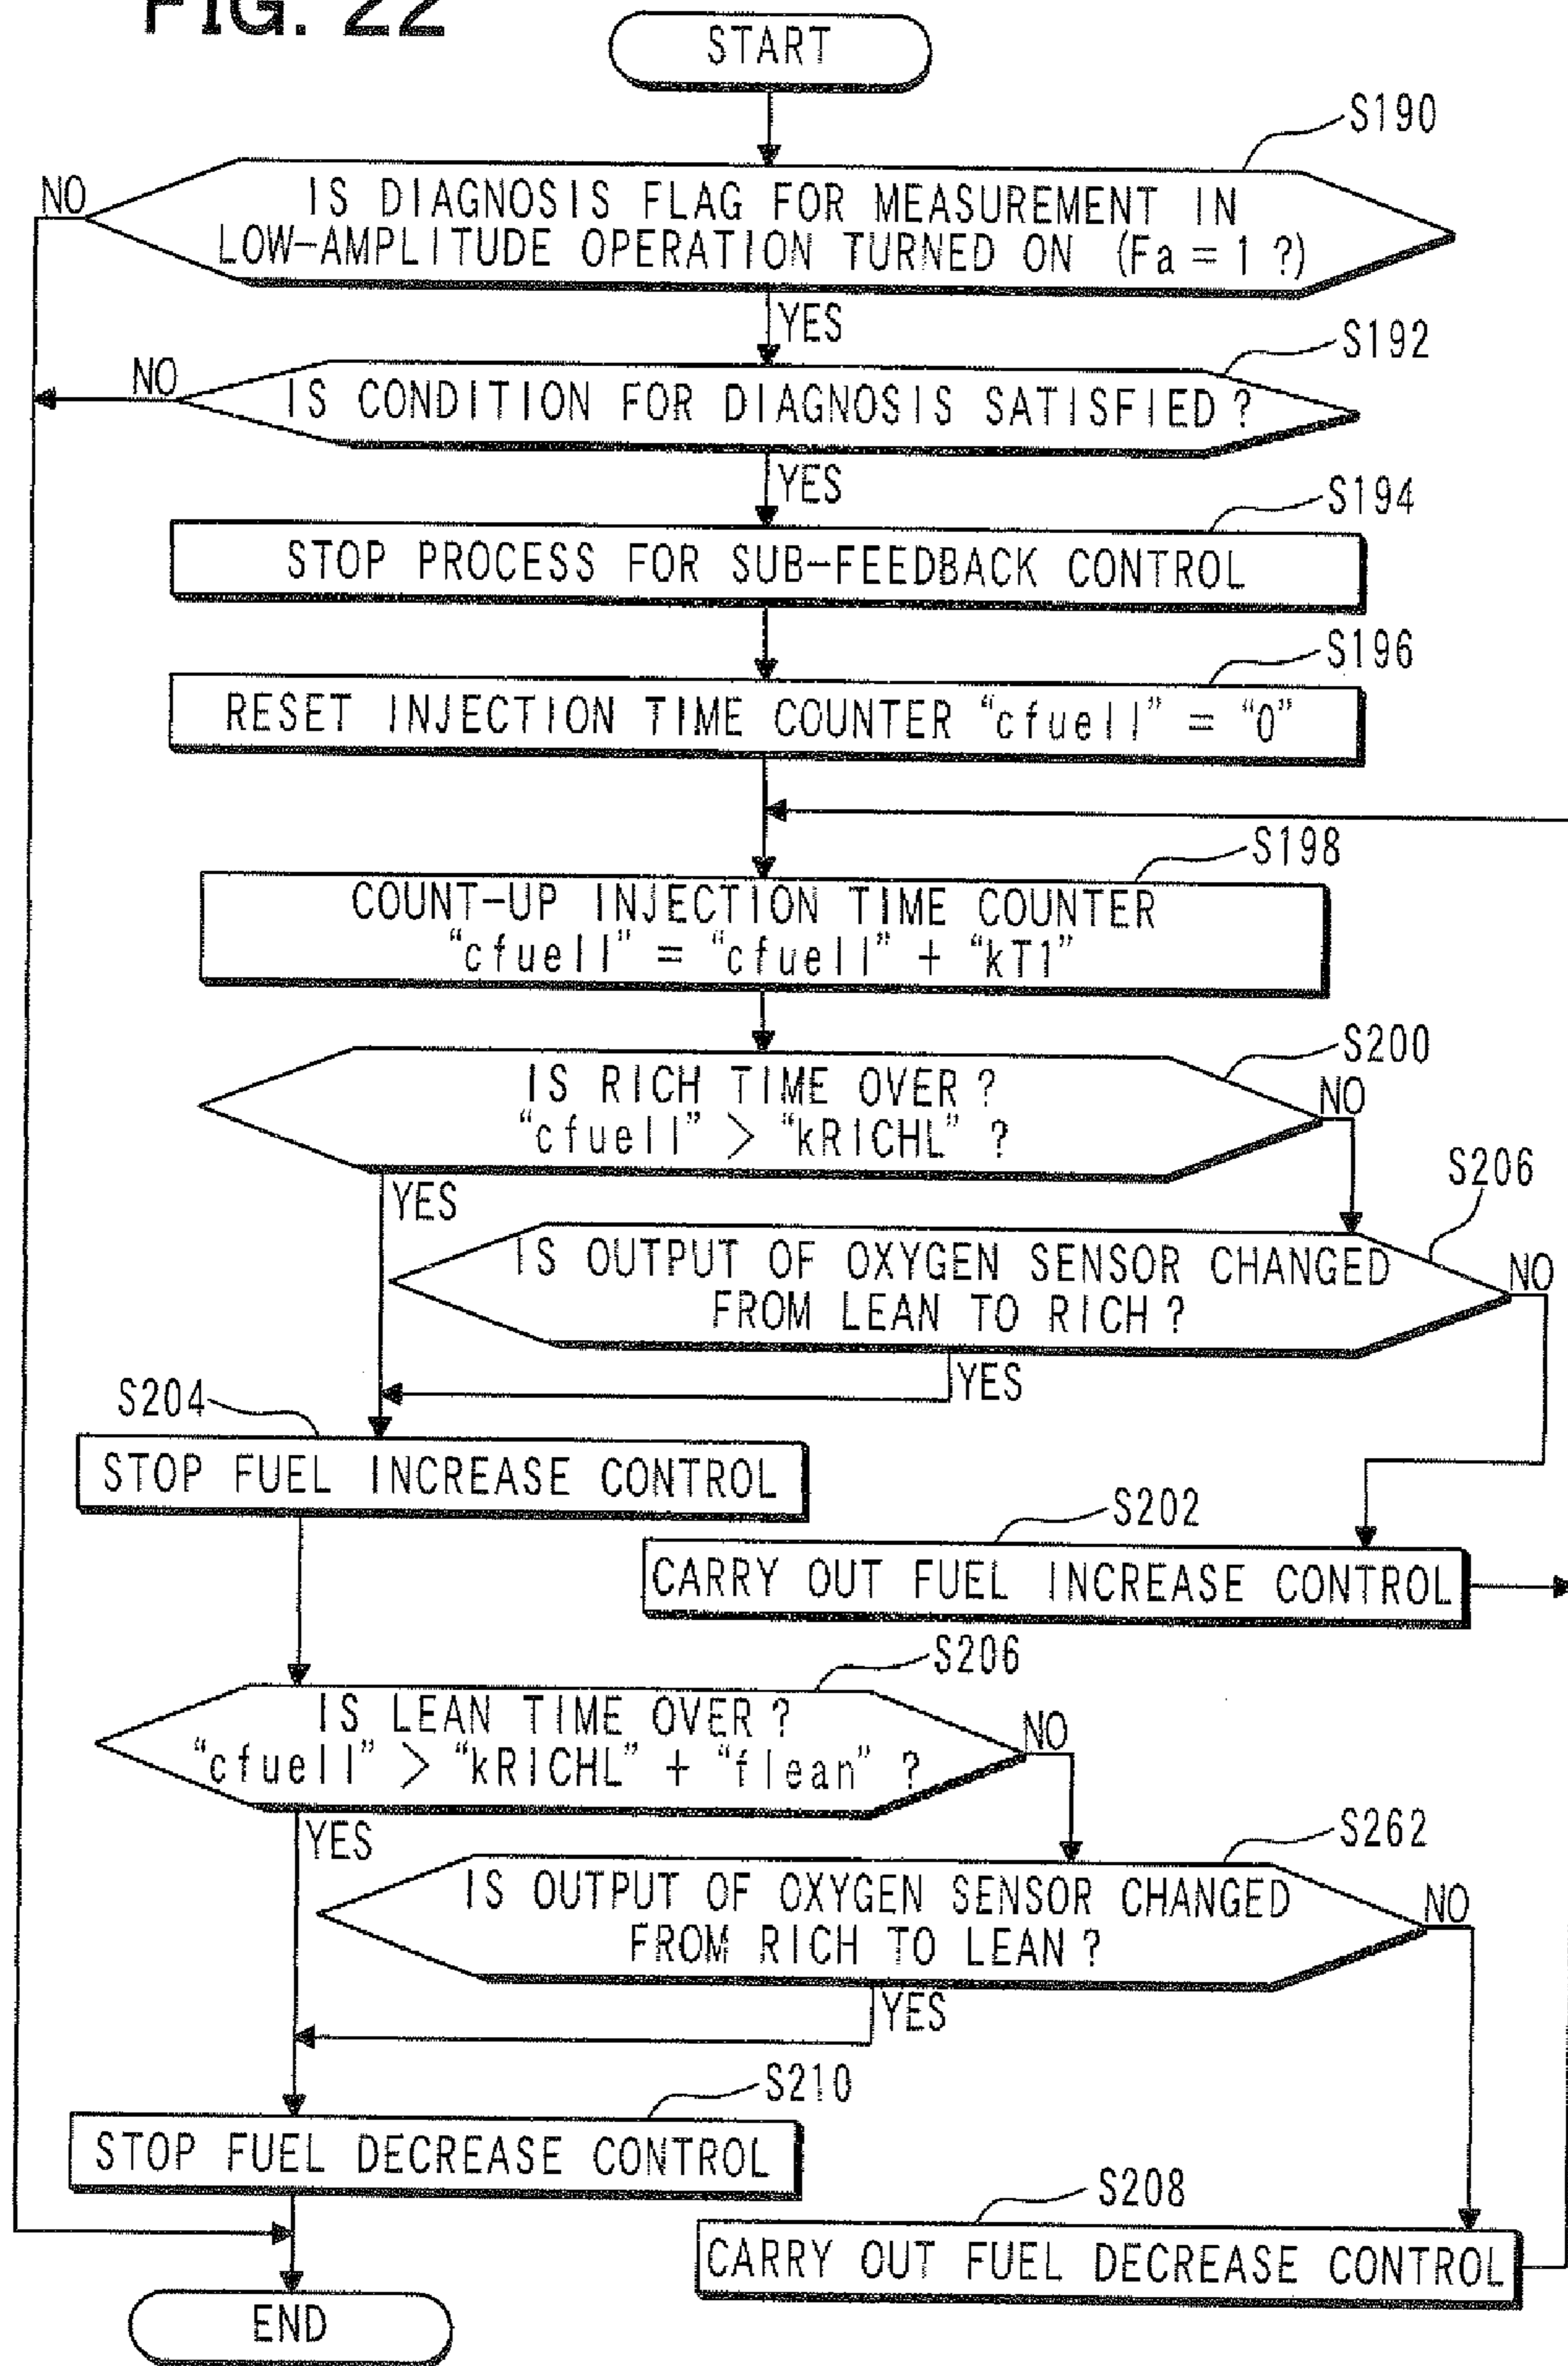 FIG. 22
START
S190
NO
IS DIAGNOSIS FLAG FOR MEASUREMENT IN
LOW-AMPLITUDE OPERATION TURNED ON (Fa = 1 ?)
YES
S192
NO
IS CONDITION FOR DIAGNOSIS SATISFIED ?
YES
S194
STOP PROCESS FOR SUB-FEEDBACK CONTROL
S196
RESET INJECTION TIME COUNTER “cfuell” = “0”
S198
COUNT-UP INJECTION TIME COUNTER
“cfuell” = “cfuell” + “kT1”
S200
IS RICH TIME OVER ?
“cfuell” > “kRICHL” ?
NO
YES
S206
IS OUTPUT OF OXYGEN SENSOR CHANGED
FROM LEAN TO RICH ?
NO
YES
S204
STOP FUEL INCREASE CONTROL
S202
CARRY OUT FUEL INCREASE CONTROL
S206
IS LEAN TIME OVER ?
“cfuell” > “kRICHL” + “flean” ?
NO
YES
S262
IS OUTPUT OF OXYGEN SENSOR CHANGED
FROM RICH TO LEAN ?
NO
YES
S210
STOP FUEL DECREASE CONTROL
S208
CARRY OUT FUEL DECREASE CONTROL
END